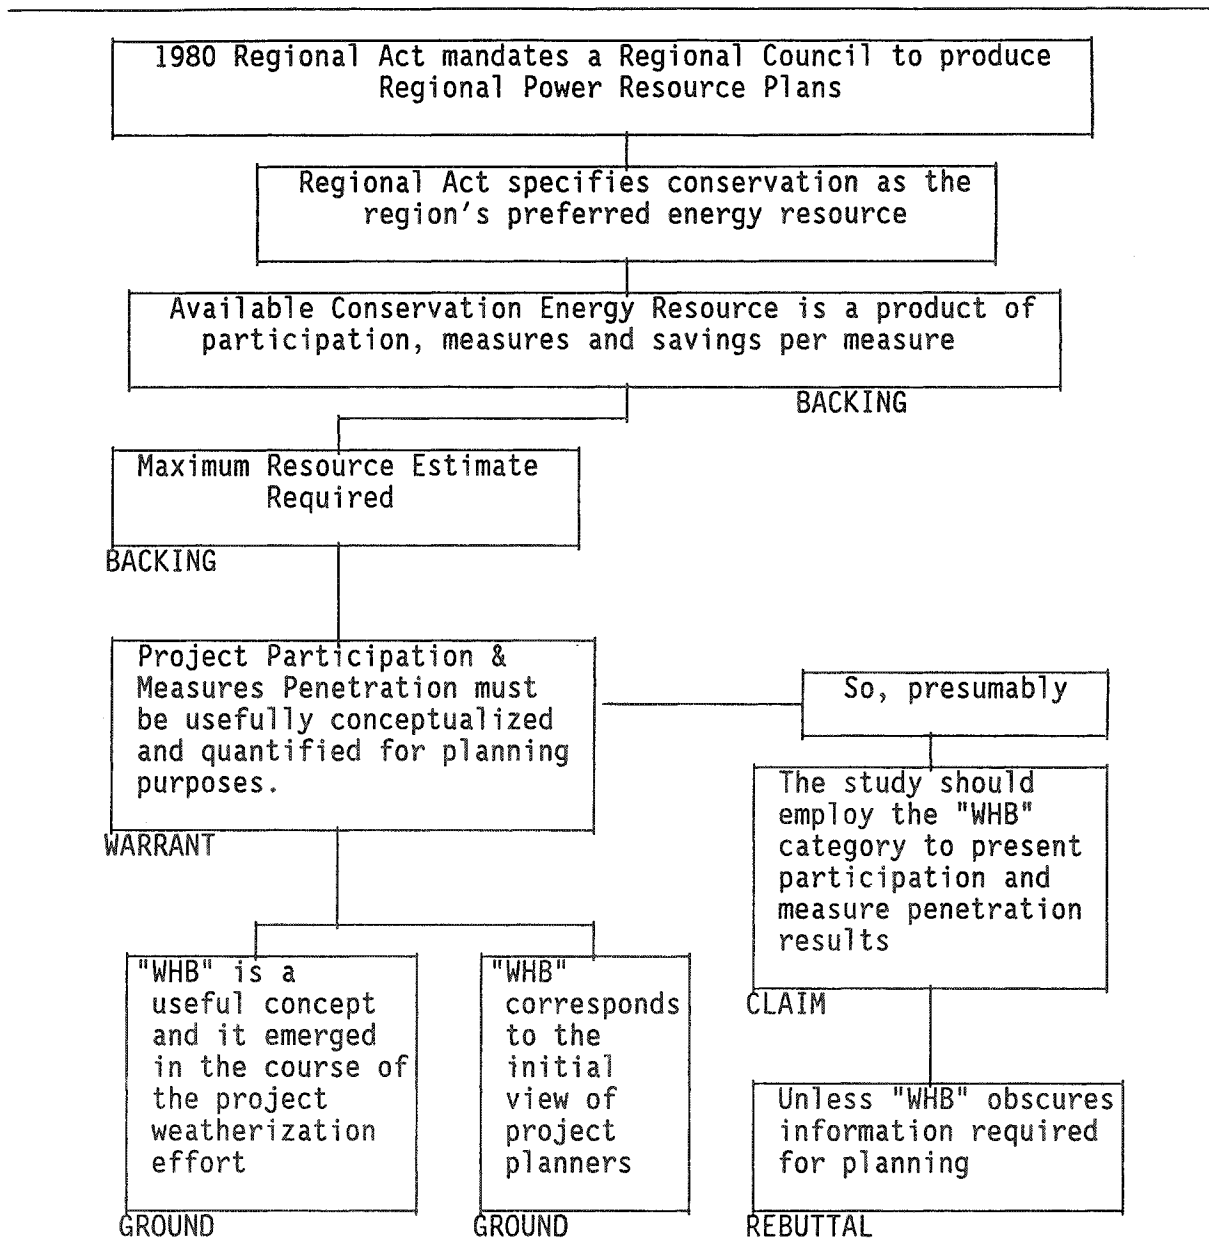 1980 Regional Act mandates a Regional Council to produce
Regional Power Resource Plans
Regional Act specifies conservation as the
region's preferred energy resource
Available Conservation Energy Resource is a product of
participation, measures and savings per measure
BACKING
Maximum Resource Estimate
Required
BACKING
Project Participation &
Measures Penetration must
be usefully conceptualized
and quantified for planning
purposes.
WARRANT
So, presumably
The study should
employ the "WHB"
category to present
participation and
measure penetration
results
CLAIM
"WHB" is a
useful concept
and it emerged
in the course of
the project
weatherization
effort
GROUND
"WHB"
corresponds
to the
initial
view of
project
planners
GROUND
Unless "WHB" obscures
information required
for planning
REBUTTAL